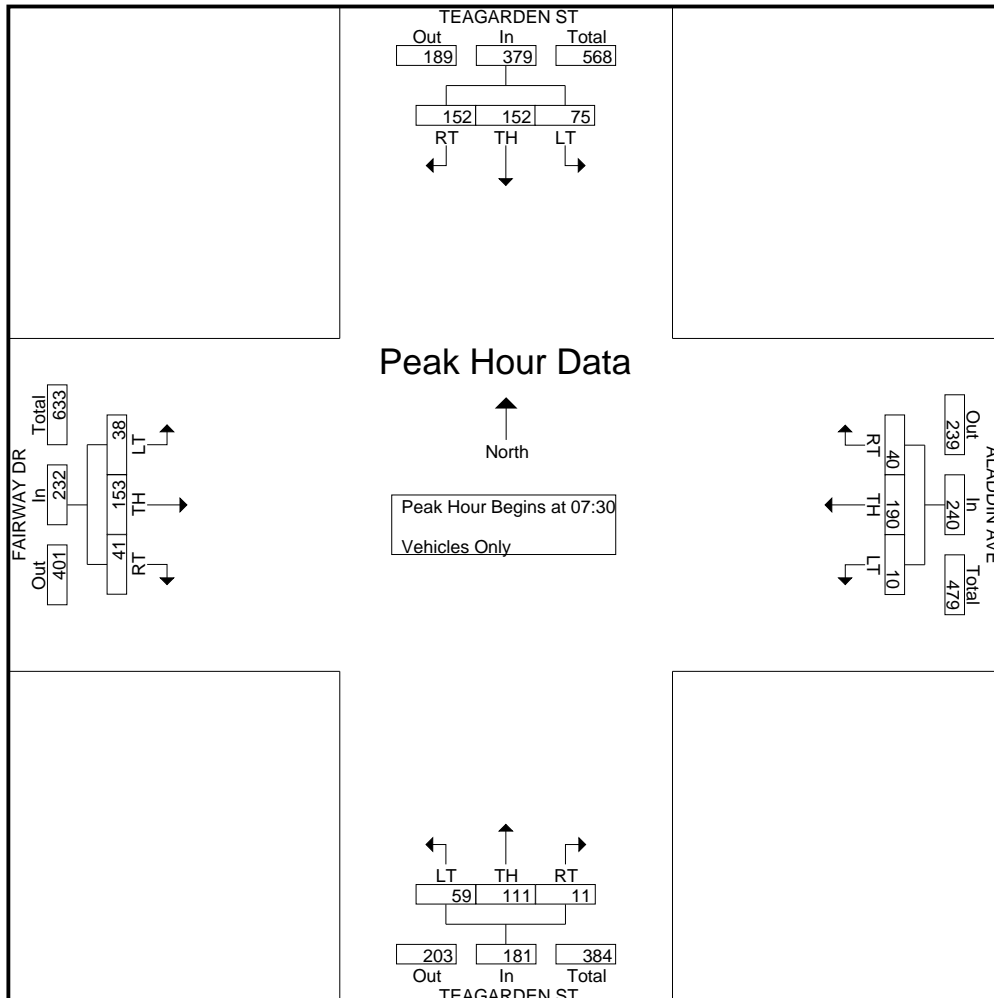 TEAGARDEN ST
Out In Total
189 379 568
152 152 75
RT TH LT
Peak Hour Data
North
Peak Hour Begins at 07:30
Vehicles Only
FAIRWAY DR
Total In Out
633 232 401
38 153 41
LT TH RT
ALADDIN AVE
Out In Total
239 240 479
40 190 10
RT TH LT
LT TH RT
59 111 11
203 181 384
Out In Total
TEAGARDEN ST